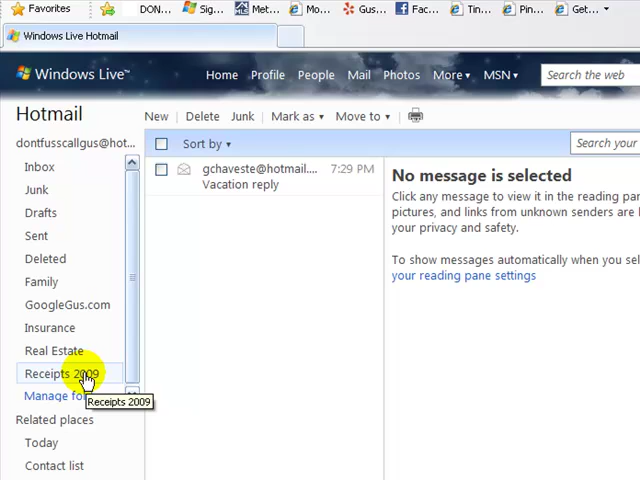 Favorites DON... Sig... Met... Mo... Gus... Fac... Tin... Pin... Get...
Windows Live Hotmail
Windows Live™ Home Profile People Mail Photos More MSN Search the web
Hotmail
New Delete Junk Mark as Move to
dontfusscallgus@hot...
Sort by Search your
Inbox
gchaveste@hotmail.... 7:29 PM
Vacation reply
No message is selected
Click any message to view it in the reading pan
pictures, and links from unknown senders are
your privacy and safety.
To show messages automatically when you sel
your reading pane settings
Junk
Drafts
Sent
Deleted
Family
GoogleGus.com
Insurance
Real Estate
Receipts 2009
Manage fo
Receipts 2009
Related places
Today
Contact list